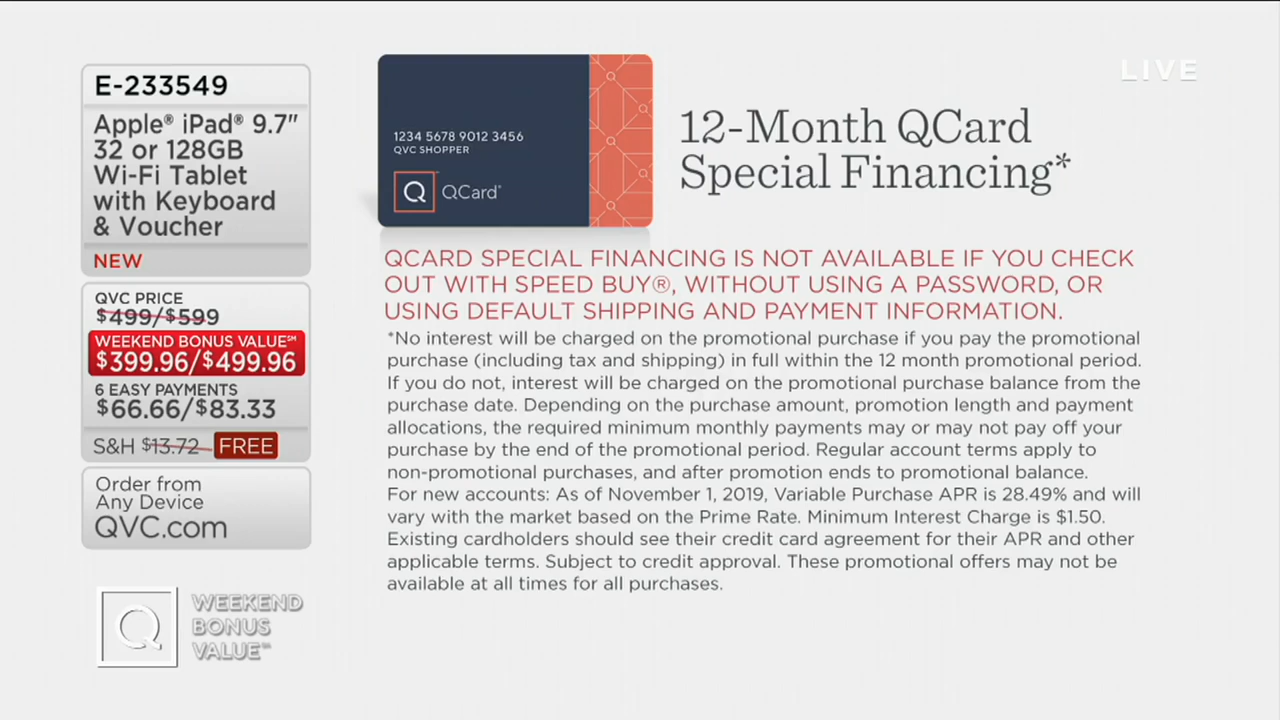 E-233549
Apple® iPad® 9.7"
32 or 128GB
Wi-Fi Tablet
with Keyboard
& Voucher
NEW
QVC PRICE
$499/$599
WEEKEND BONUS VALUE℠
$399.96/$499.96
6 EASY PAYMENTS
$66.66/$83.33
S&H $13.72 FREE
Order from
Any Device
QVC.com
Q WEEKEND
BONUS
VALUE℠
1234 5678 9012 3456
QVC SHOPPER
Q QCard®
LIVE
12-Month QCard
Special Financing*
QCARD SPECIAL FINANCING IS NOT AVAILABLE IF YOU CHECK
OUT WITH SPEED BUY®, WITHOUT USING A PASSWORD, OR
USING DEFAULT SHIPPING AND PAYMENT INFORMATION.
*No interest will be charged on the promotional purchase if you pay the promotional
purchase (including tax and shipping) in full within the 12 month promotional period.
If you do not, interest will be charged on the promotional purchase balance from the
purchase date. Depending on the purchase amount, promotion length and payment
allocations, the required minimum monthly payments may or may not pay off your
purchase by the end of the promotional period. Regular account terms apply to
non-promotional purchases, and after promotion ends to promotional balance.
For new accounts: As of November 1, 2019, Variable Purchase APR is 28.49% and will
vary with the market based on the Prime Rate. Minimum Interest Charge is $1.50.
Existing cardholders should see their credit card agreement for their APR and other
applicable terms. Subject to credit approval. These promotional offers may not be
available at all times for all purchases.